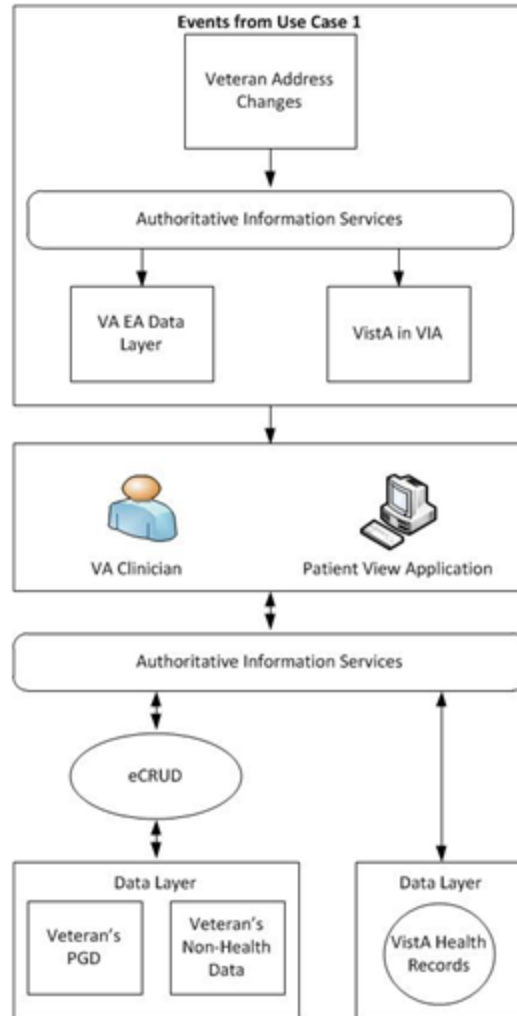 Events from Use Case 1
Veteran Address
Changes
Authoritative Information Services
VA EA Data
Layer
VistA in VIA
VA Clinician
Patient View Application
Authoritative Information Services
eCRUD
Data Layer
Veteran's
PGD
Veteran's
Non-Health
Data
Data Layer
VistA Health
Records